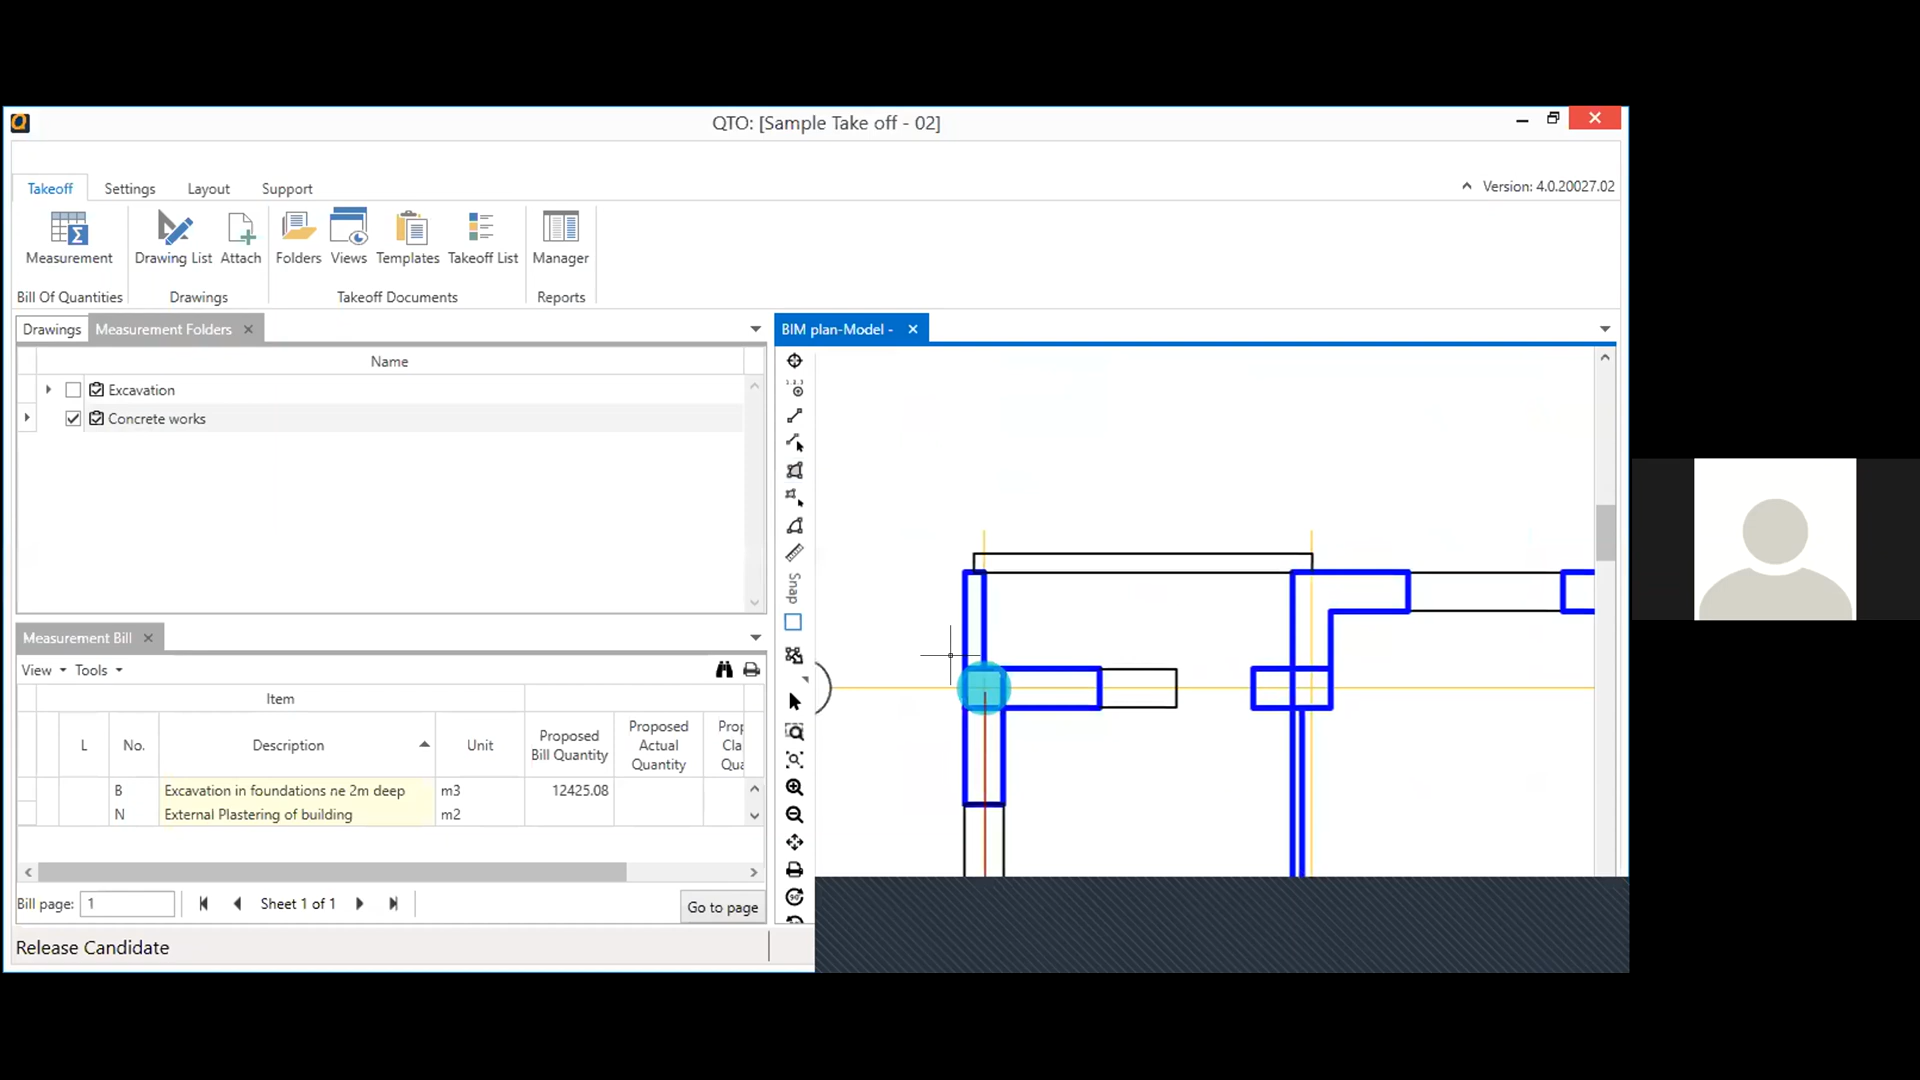 QTO: [Sample Take off - 02]
Takeoff Settings Layout Support
Version: 4.0.20027.02
Measurement Drawing List Attach Folders Views Templates Takeoff List Manager
Bill Of Quantities Drawings Takeoff Documents Reports
Drawings Measurement Folders
BIM plan-Model -
Name
Excavation
Concrete works
Snap
Measurement Bill
View Tools
Item
L No. Description Unit Proposed Bill Quantity Proposed Actual Quantity Prop Cla Qua
B Excavation in foundations ne 2m deep m3 12425.08
N External Plastering of building m2
Bill page: 1 Sheet 1 of 1 Go to page
Release Candidate